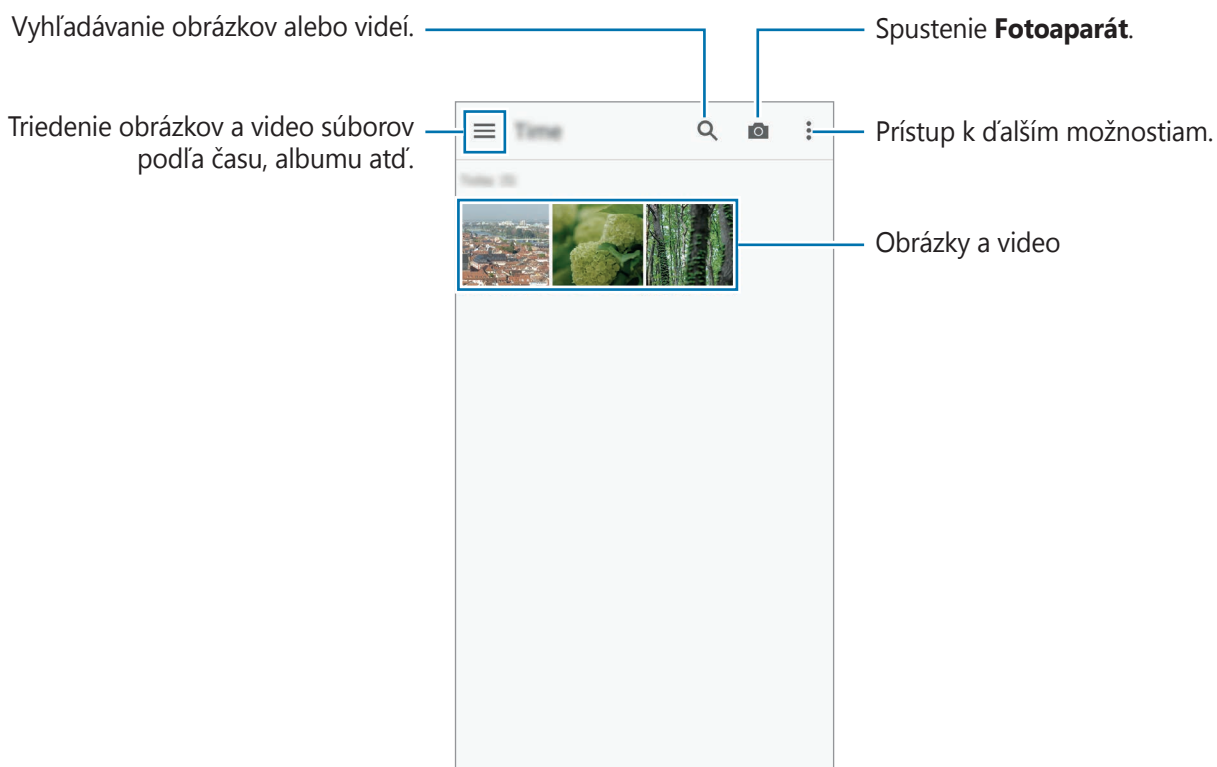 Vyhľadávanie obrázkov alebo videí.
Spustenie Fotoaparát.
Triedenie obrázkov a video súborov
podľa času, albumu atď.
Time
Prístup k ďalším možnostiam.
Obrázky a video